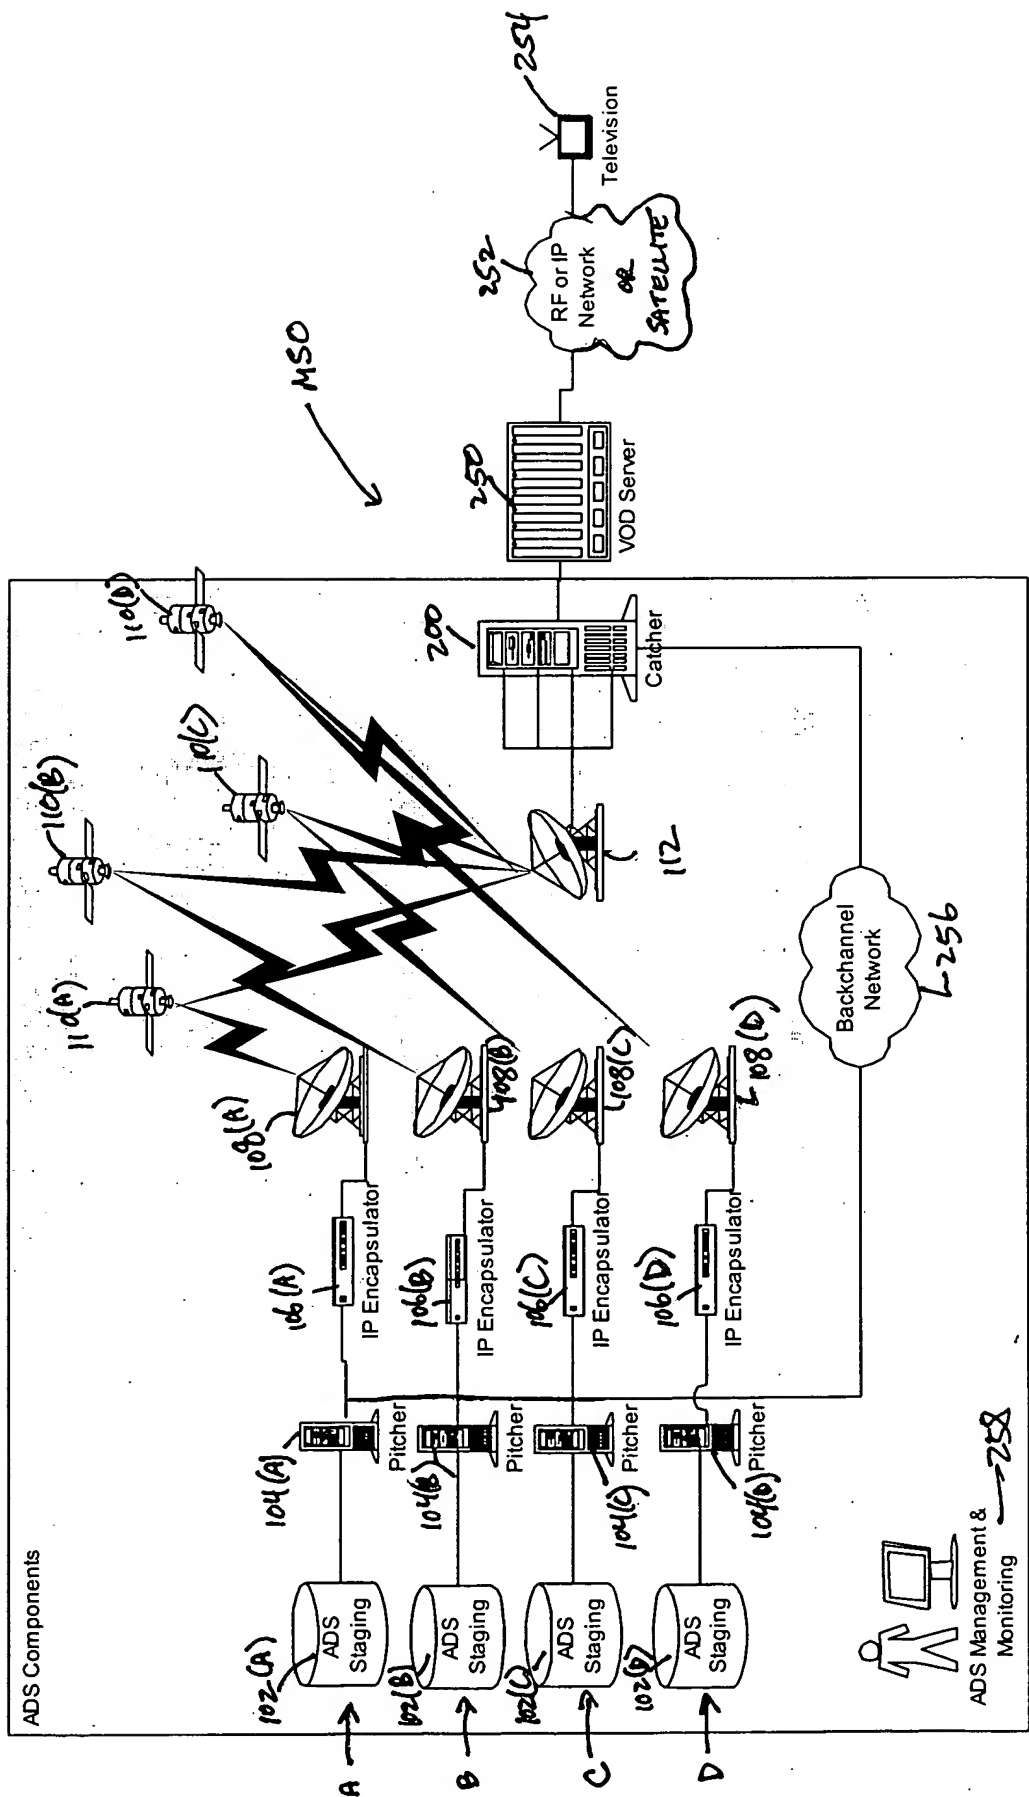 ADS Components
A
B
C
D
102(A)
ADS
Staging
102(B)
ADS
Staging
102(C)
ADS
Staging
102(D)
ADS
Staging
104(A)
Pitcher
104(B)
Pitcher
104(C)
Pitcher
104(D)
Pitcher
106(A)
IP Encapsulator
106(B)
IP Encapsulator
106(C)
IP Encapsulator
106(D)
IP Encapsulator
108(A)
108(B)
108(C)
108(D)
110(A)
110(B)
110(C)
110(D)
112
200
Catcher
Backchannel
Network
256
ADS Management &
Monitoring
258
MSO
250
VOD Server
252
RF or IP
Network
OR
SATELLITE
254
Television